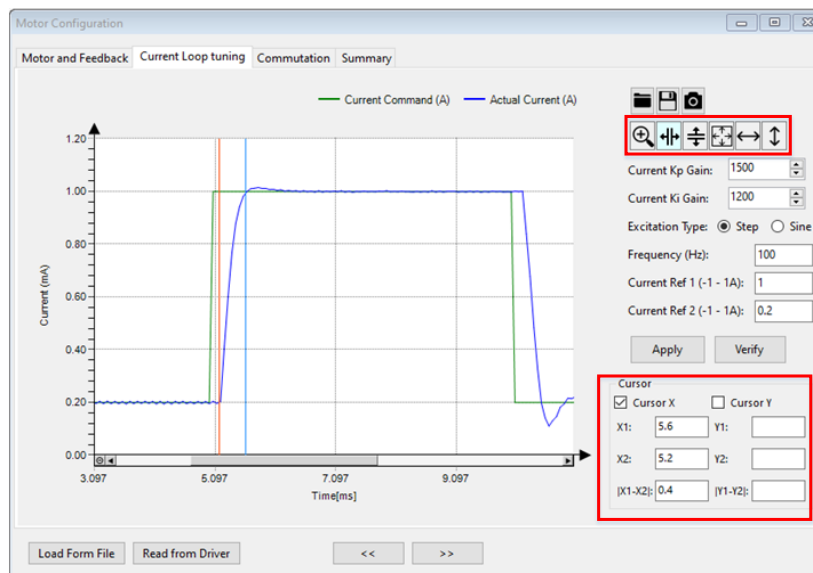 Motor Configuration
Motor and Feedback Current Loop tuning Commutation Summary
Current Command (A) Actual Current (A)
1.20
1.00
0.80
0.60
0.40
0.20
0.00
Current (mA)
3.097 5.097 7.097 9.097
Time[ms]
Current Kp Gain: 1500
Current Ki Gain: 1200
Excitation Type: Step Sine
Frequency (Hz): 100
Current Ref 1 (-1 - 1A): 1
Current Ref 2 (-1 - 1A): 0.2
Apply Verify
Cursor
Cursor X Cursor Y
X1: 5.6 Y1:
X2: 5.2 Y2:
|X1-X2|: 0.4 |Y1-Y2|:
Load Form File Read from Driver << >>